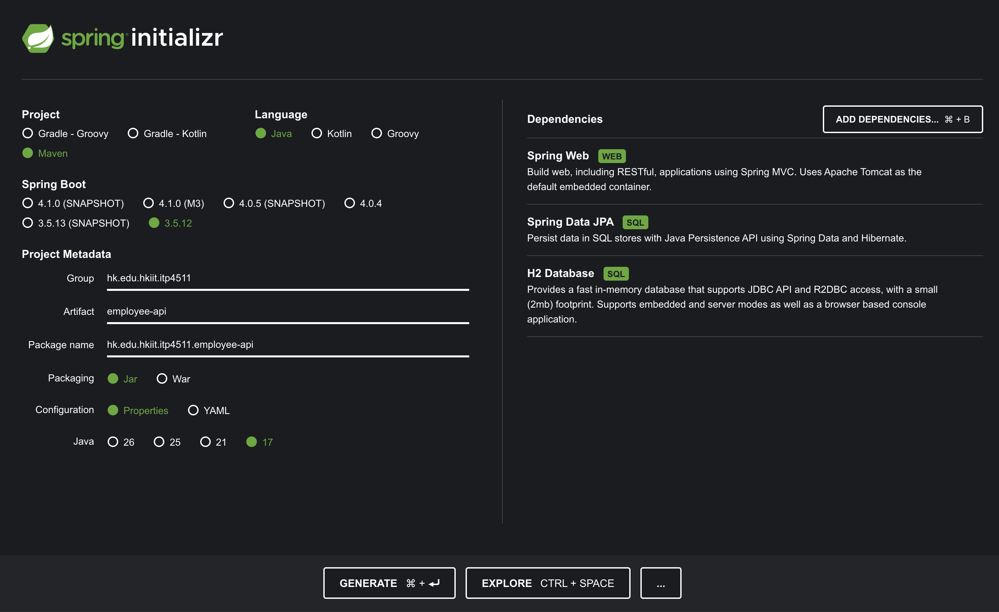 spring® initializr
Project
Gradle - Groovy Gradle - Kotlin
Maven
Language
Java Kotlin Groovy
Spring Boot
4.1.0 (SNAPSHOT) 4.1.0 (M3) 4.0.5 (SNAPSHOT) 4.0.4
3.5.13 (SNAPSHOT) 3.5.12
Project Metadata
Group hk.edu.hkiit.itp4511
Artifact employee-api
Package name hk.edu.hkiit.itp4511.employee-api
Packaging Jar War
Configuration Properties YAML
Java 26 25 21 17
Dependencies ADD DEPENDENCIES... ⌘ + B
Spring Web WEB
Build web, including RESTful, applications using Spring MVC. Uses Apache Tomcat as the
default embedded container.
Spring Data JPA SQL
Persist data in SQL stores with Java Persistence API using Spring Data and Hibernate.
H2 Database SQL
Provides a fast in-memory database that supports JDBC API and R2DBC access, with a small
(2mb) footprint. Supports embedded and server modes as well as a browser based console
application.
GENERATE ⌘ + ↵ EXPLORE CTRL + SPACE ...